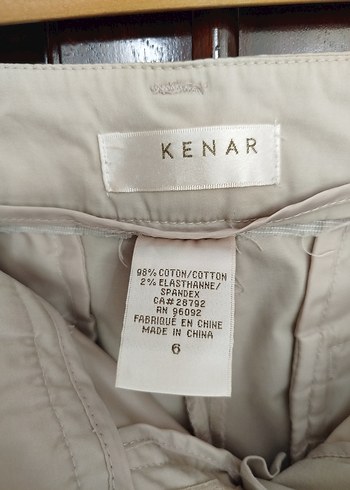 KENAR
98% COTON/COTTON
2% ELASTHANNE/
SPANDEX
CA# 28792
RN 96092
FABRIQUÉ EN CHINE
MADE IN CHINA
6